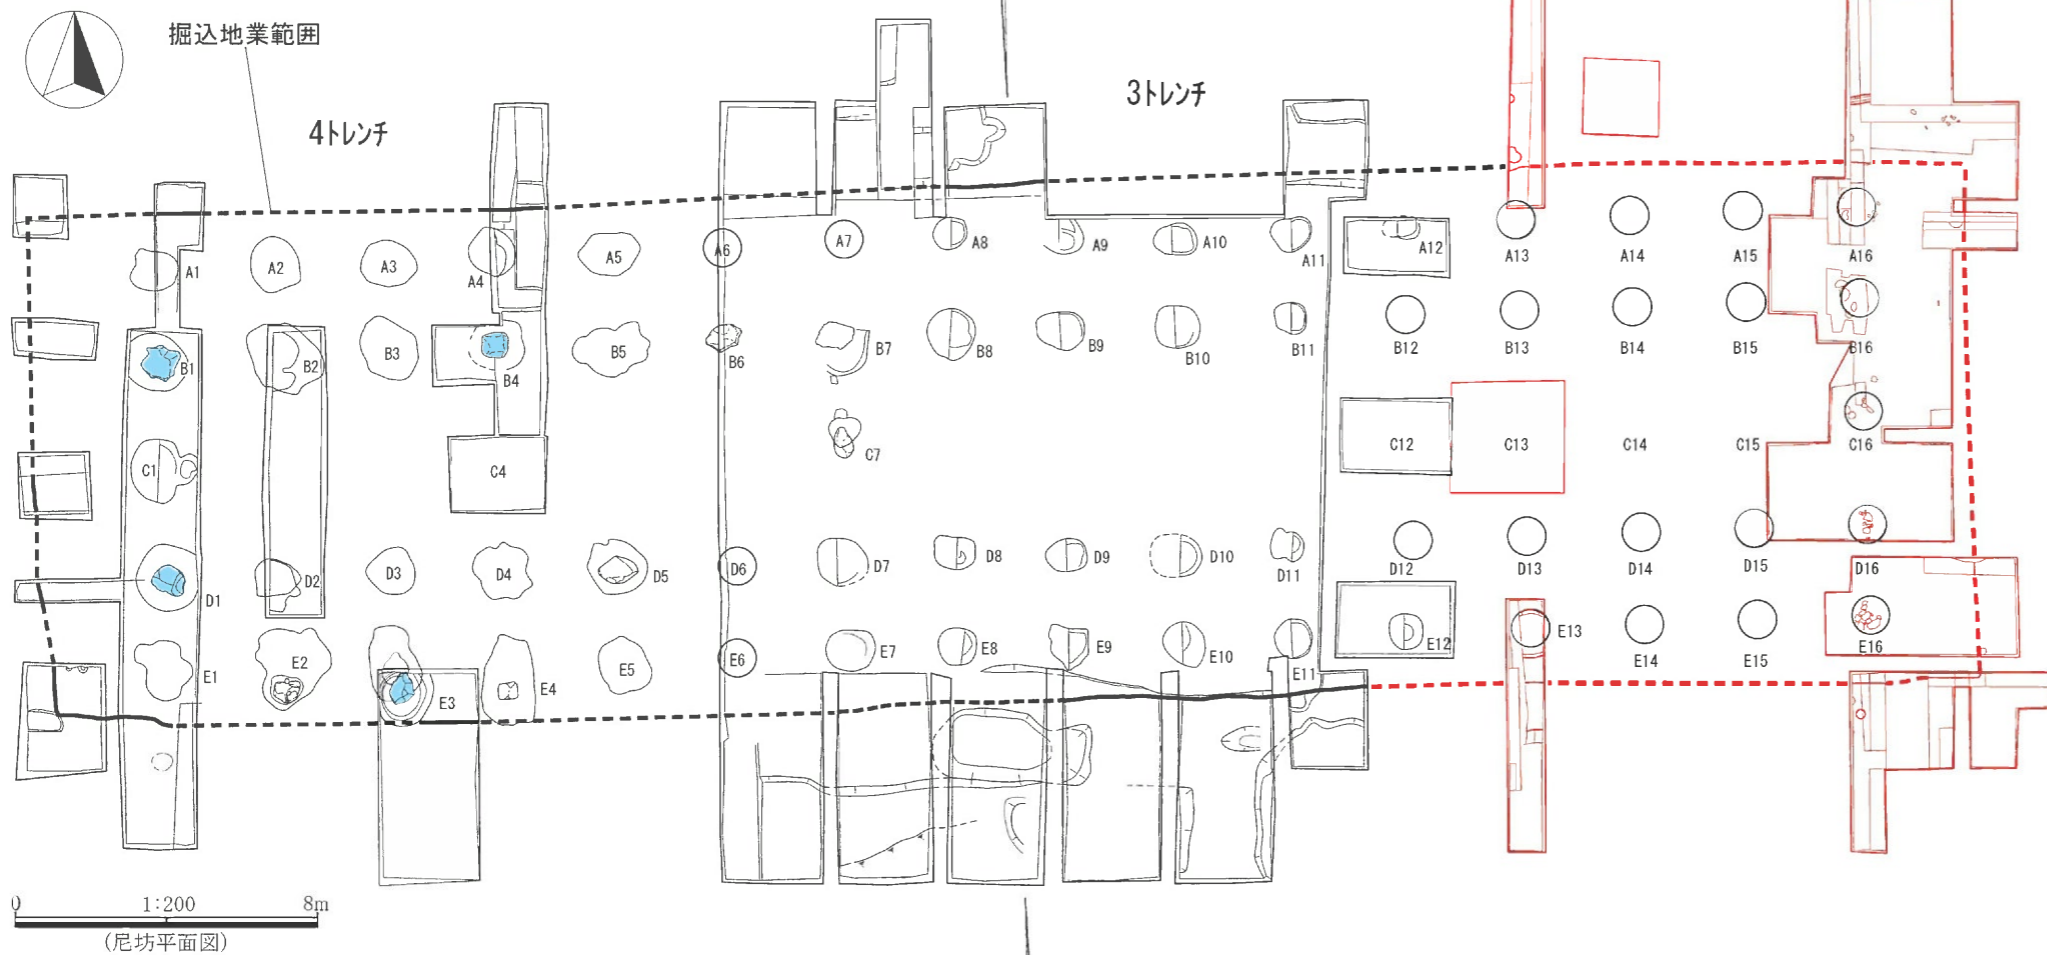 掘込地業範囲
4トレンチ
3トレンチ
A1 A2 A3 A4 A5 A6 A7 A8 A9 A10 A11 A12 A13 A14 A15 A16
B1 B2 B3 B4 B5 B6 B7 B8 B9 B10 B11 B12 B13 B14 B15 B16
C1 C4 C7 C12 C13 C14 C15 C16
D1 D2 D3 D4 D5 D6 D7 D8 D9 D10 D11 D12 D13 D14 D15 D16
E1 E2 E3 E4 E5 E6 E7 E8 E9 E10 E11 E12 E13 E14 E15 E16
0 1:200 8m
(尼坊平面図)